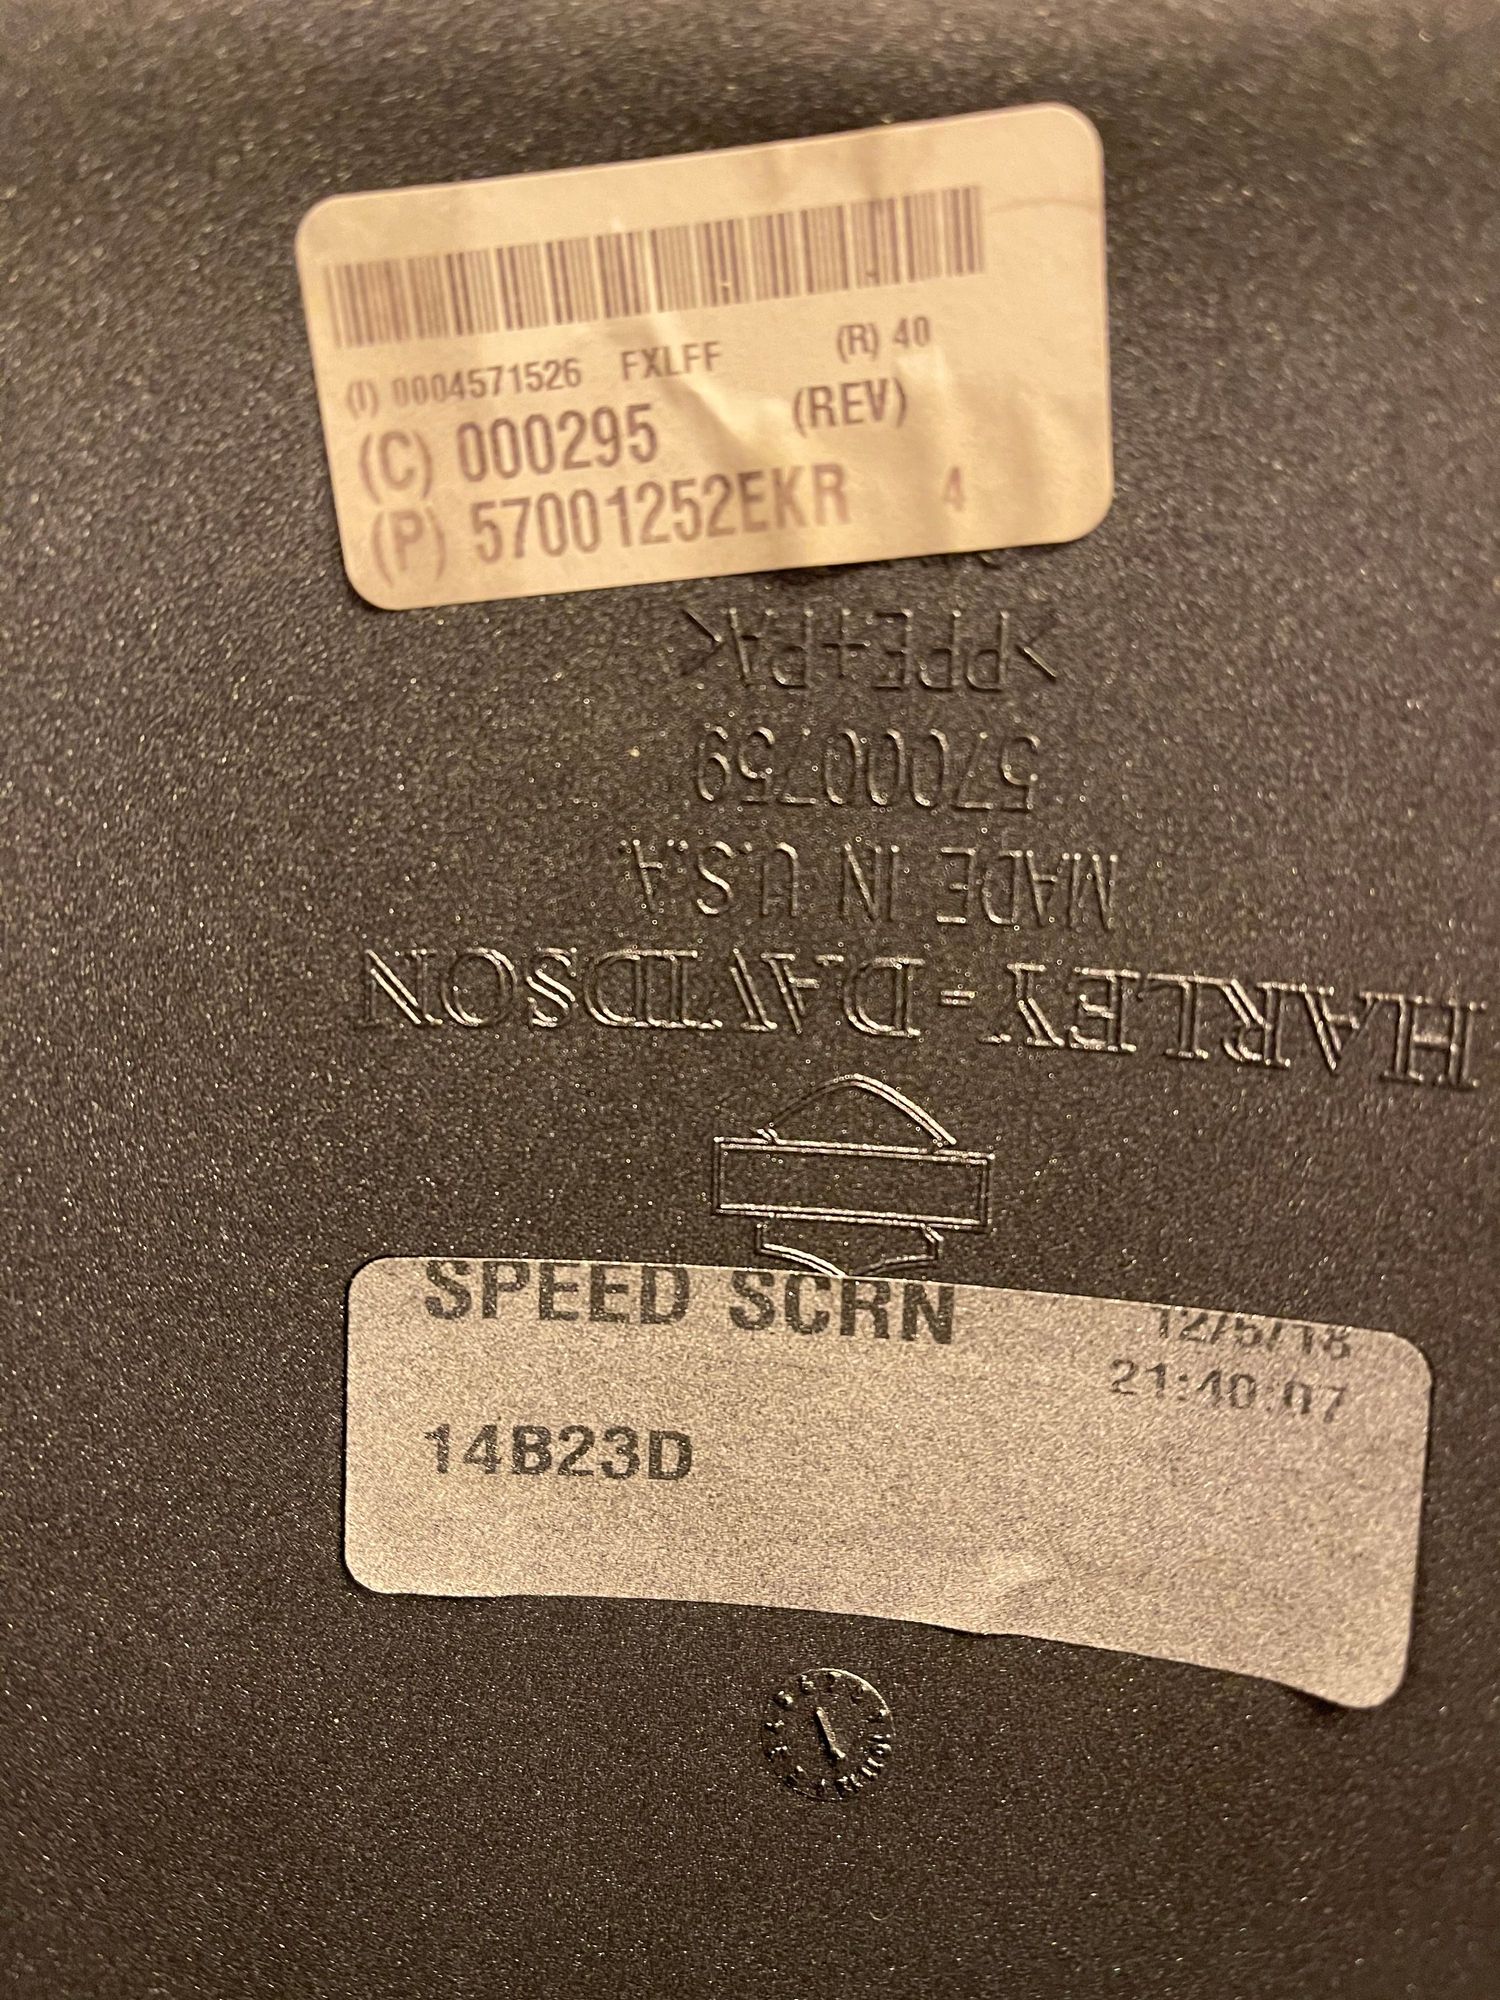 (I) 0004571526 FXLFF (R) 40
(C) 000295 (REV)
(P) 57001252EKR 4
>PPE+PA<
57000759
MADE IN U.S.A.
HARLEY-DAVIDSON
SPEED SCRN 12/5/18
21:40:07
14B23D